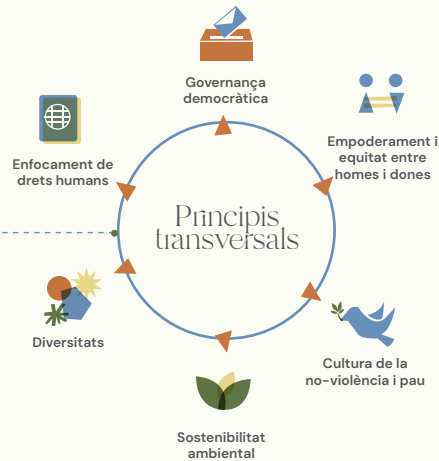 Governança
democràtica
Empoderament i
equitat entre
homes i dones
Enfocament de
drets humans
Principis
transversals
Diversitats
Cultura de la
no-violència i pau
Sostenibilitat
ambiental